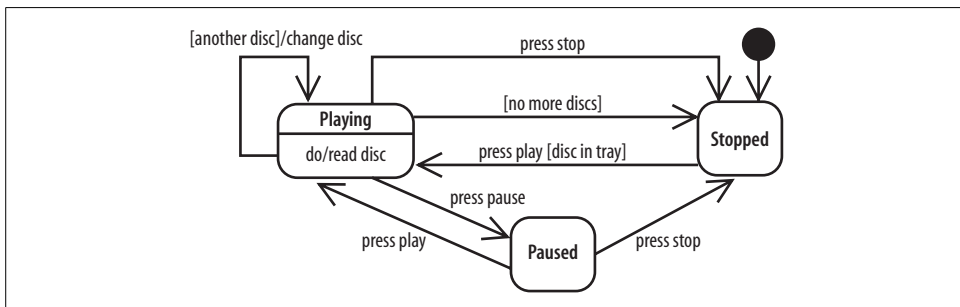 [another disc]/change disc
press stop
[no more discs]
Playing
Stopped
do/read disc
press play [disc in tray]
press pause
press play
Paused
press stop